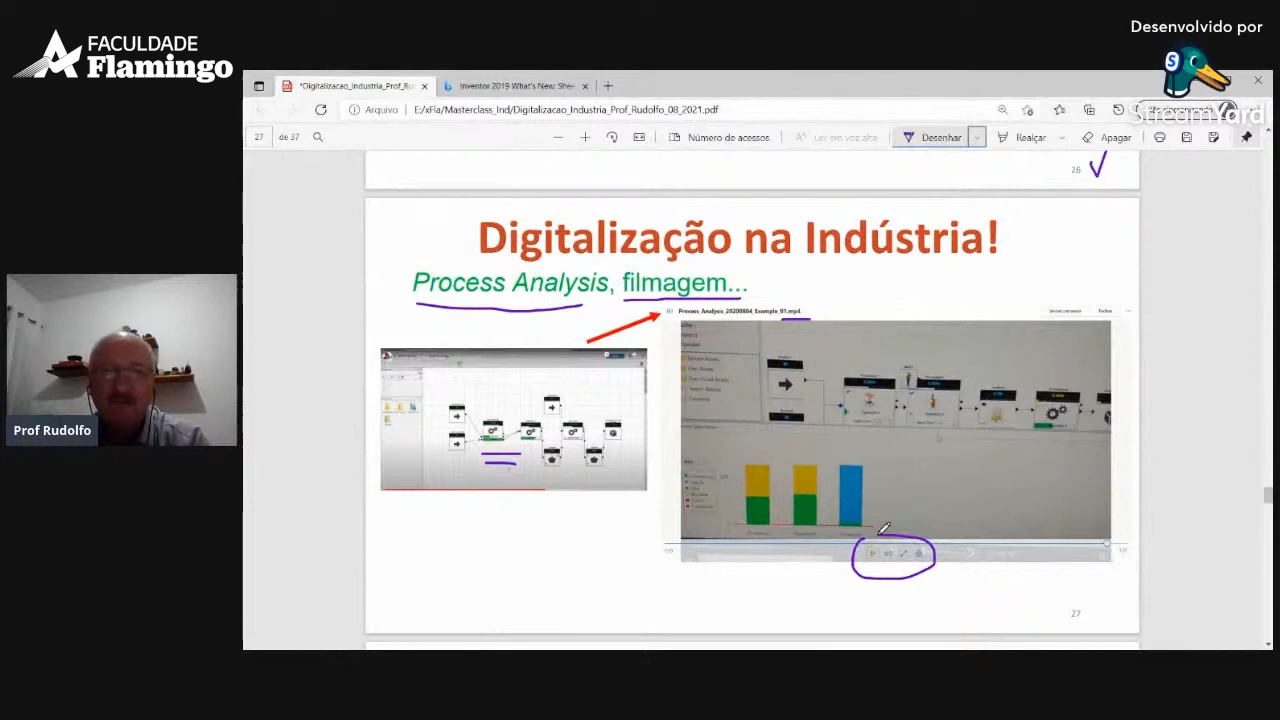 FACULDADE
Flamingo
Desenvolvido por
S
StreamYard
*Digitalizacao_Industria_Prof_Ru
Inventor 2019 What's New: Shee
Arquivo
E:/xFla/Masterclass_Ind/Digitalizacao_Industria_Prof_Rudolfo_08_2021.pdf
27 de 37
Número de acessos
Ler em voz alta
Desenhar
Realçar
Apagar
26
Digitalização na Indústria!
Process Analysis, filmagem...
Process_Analysis_20200804_Example_01.mp4
Prof Rudolfo
27